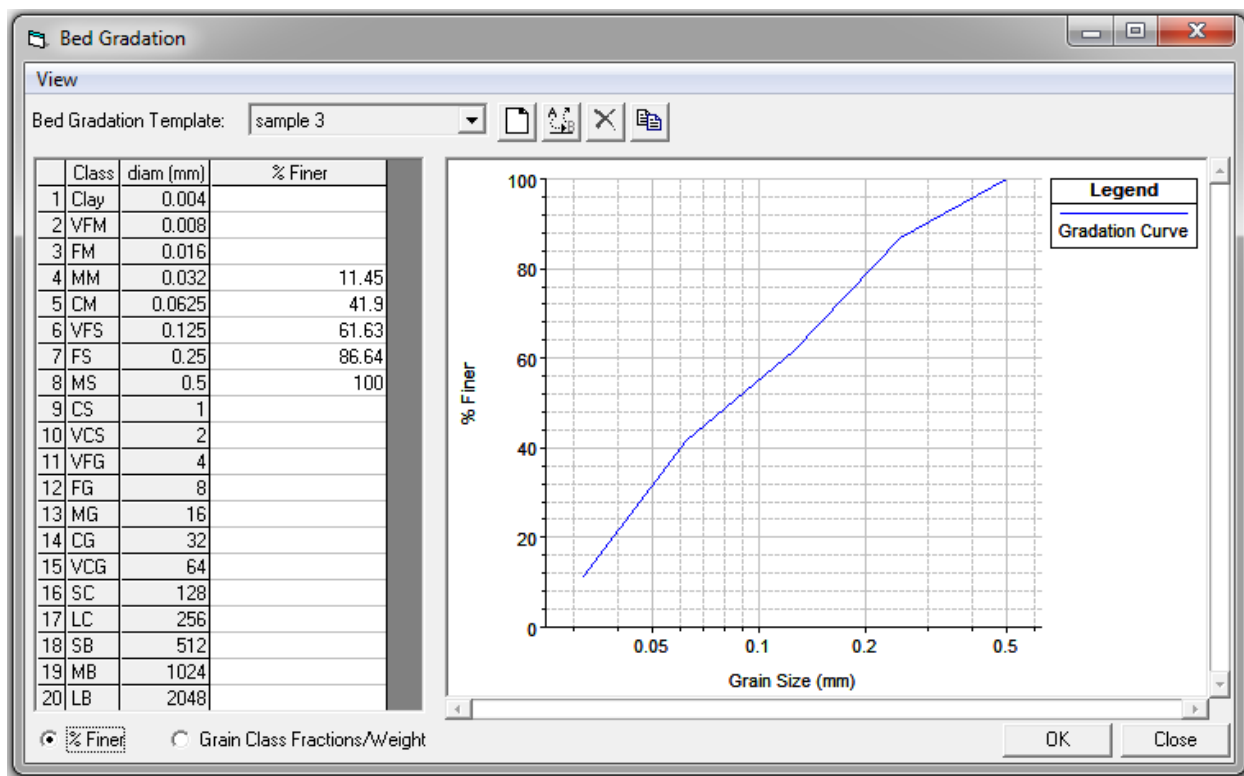 Bed Gradation
View
Bed Gradation Template: sample 3
Class diam (mm) % Finer
1 Clay 0.004
2 VFM 0.008
3 FM 0.016
4 MM 0.032 11.45
5 CM 0.0625 41.9
6 VFS 0.125 61.63
7 FS 0.25 86.64
8 MS 0.5 100
9 CS 1
10 VCS 2
11 VFG 4
12 FG 8
13 MG 16
14 CG 32
15 VCG 64
16 SC 128
17 LC 256
18 SB 512
19 MB 1024
20 LB 2048
% Finer
100
80
60
40
20
0
0.05 0.1 0.2 0.5
Grain Size (mm)
Legend
Gradation Curve
% Finer Grain Class Fractions/Weight
OK Close